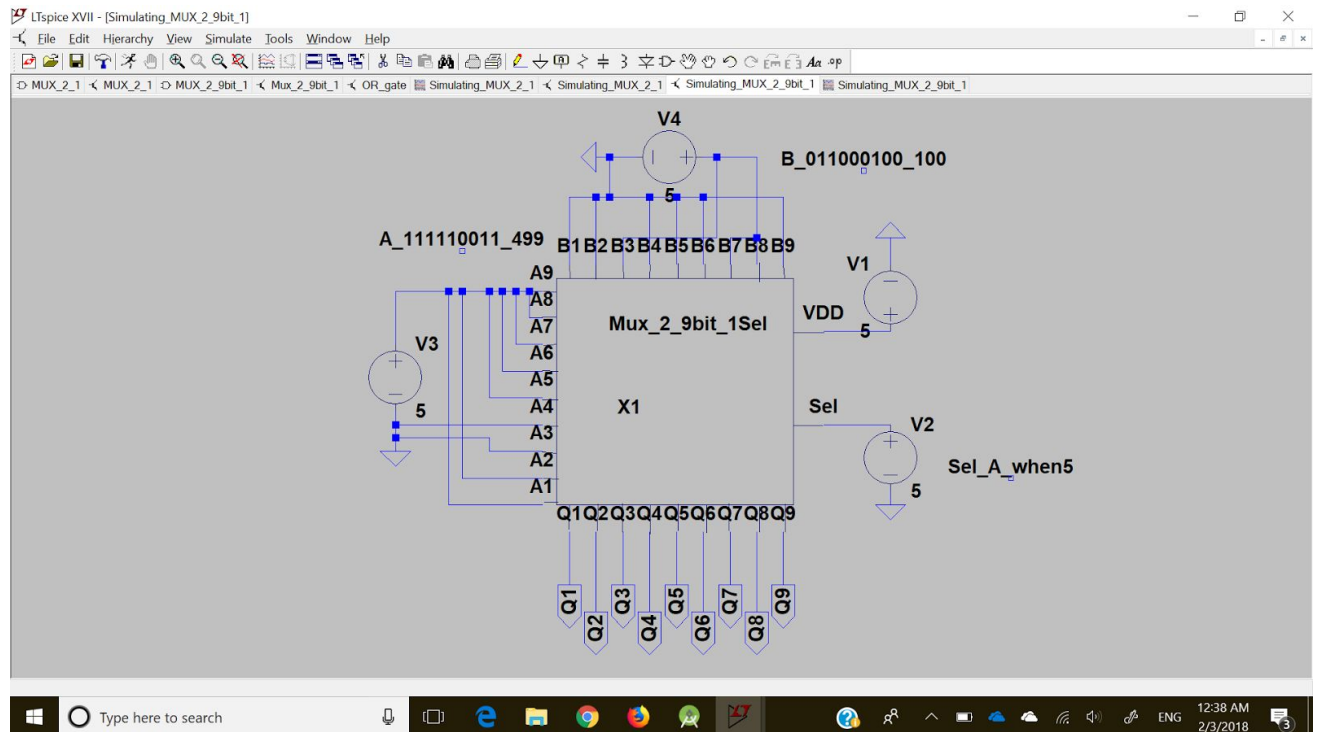 LTspice XVII - [Simulating_MUX_2_9bit_1]
File Edit Hierarchy View Simulate Tools Window Help
Aa .op
MUX_2_1 MUX_2_1 MUX_2_9bit_1 Mux_2_9bit_1 OR_gate Simulating_MUX_2_1 Simulating_MUX_2_1 Simulating_MUX_2_9bit_1 Simulating_MUX_2_9bit_1
V4
B_011000100_100
5
A_111110011_499
B1 B2 B3 B4 B5 B6 B7 B8 B9
V1
A9
A8
A7
A6
A5
A4
A3
A2
A1
Mux_2_9bit_1Sel
VDD
5
V3
5
X1
Sel
V2
Sel_A_when5
5
Q1 Q2 Q3 Q4 Q5 Q6 Q7 Q8 Q9
Q1 Q2 Q3 Q4 Q5 Q6 Q7 Q8 Q9
Type here to search
ENG
12:38 AM
2/3/2018
3